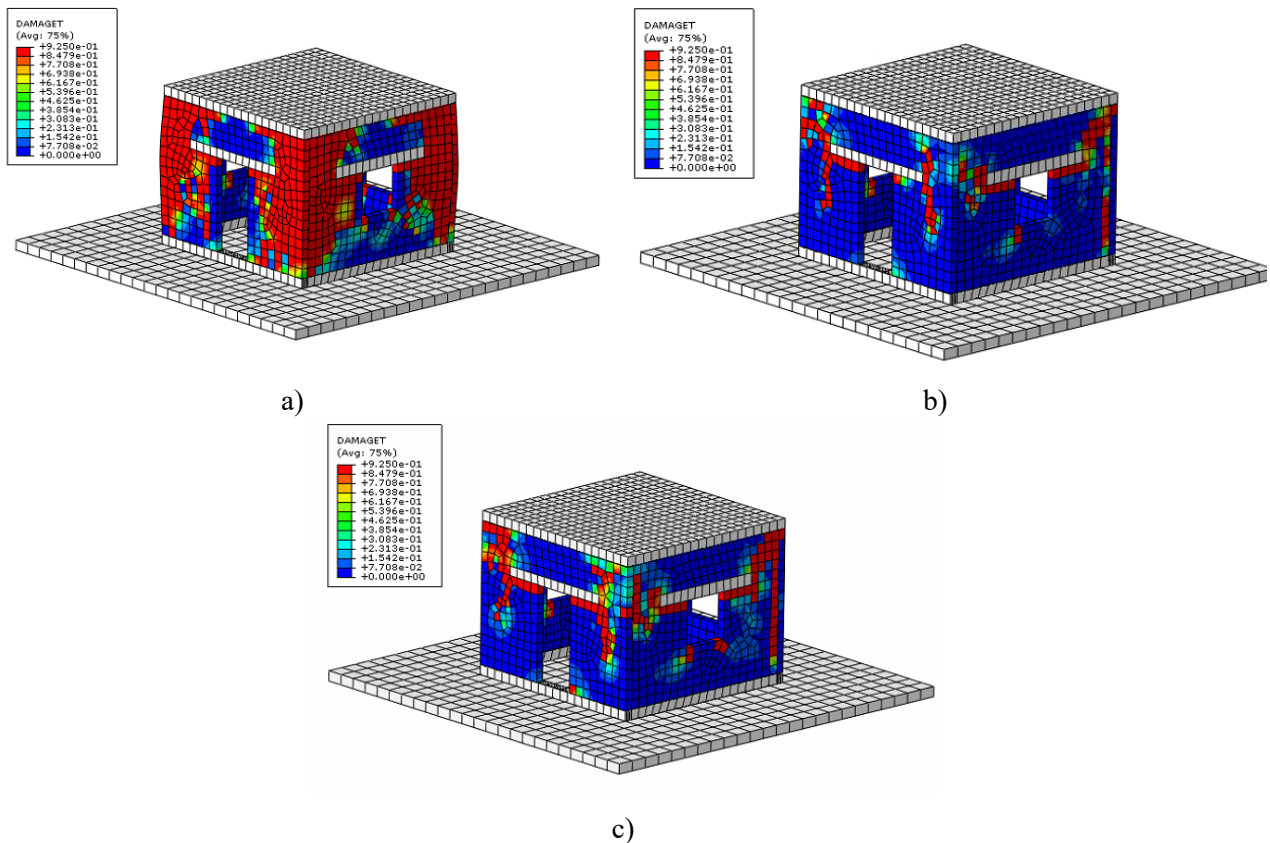 DAMAGET
(Avg: 75%)
+9.250e-01
+8.479e-01
+7.708e-01
+6.938e-01
+6.167e-01
+5.396e-01
+4.625e-01
+3.854e-01
+3.083e-01
+2.313e-01
+1.542e-01
+7.708e-02
+0.000e+00
a)
DAMAGET
(Avg: 75%)
+9.250e-01
+8.479e-01
+7.708e-01
+6.938e-01
+6.167e-01
+5.396e-01
+4.625e-01
+3.854e-01
+3.083e-01
+2.313e-01
+1.542e-01
+7.708e-02
+0.000e+00
b)
DAMAGET
(Avg: 75%)
+9.250e-01
+8.479e-01
+7.708e-01
+6.938e-01
+6.167e-01
+5.396e-01
+4.625e-01
+3.854e-01
+3.083e-01
+2.313e-01
+1.542e-01
+7.708e-02
+0.000e+00
c)